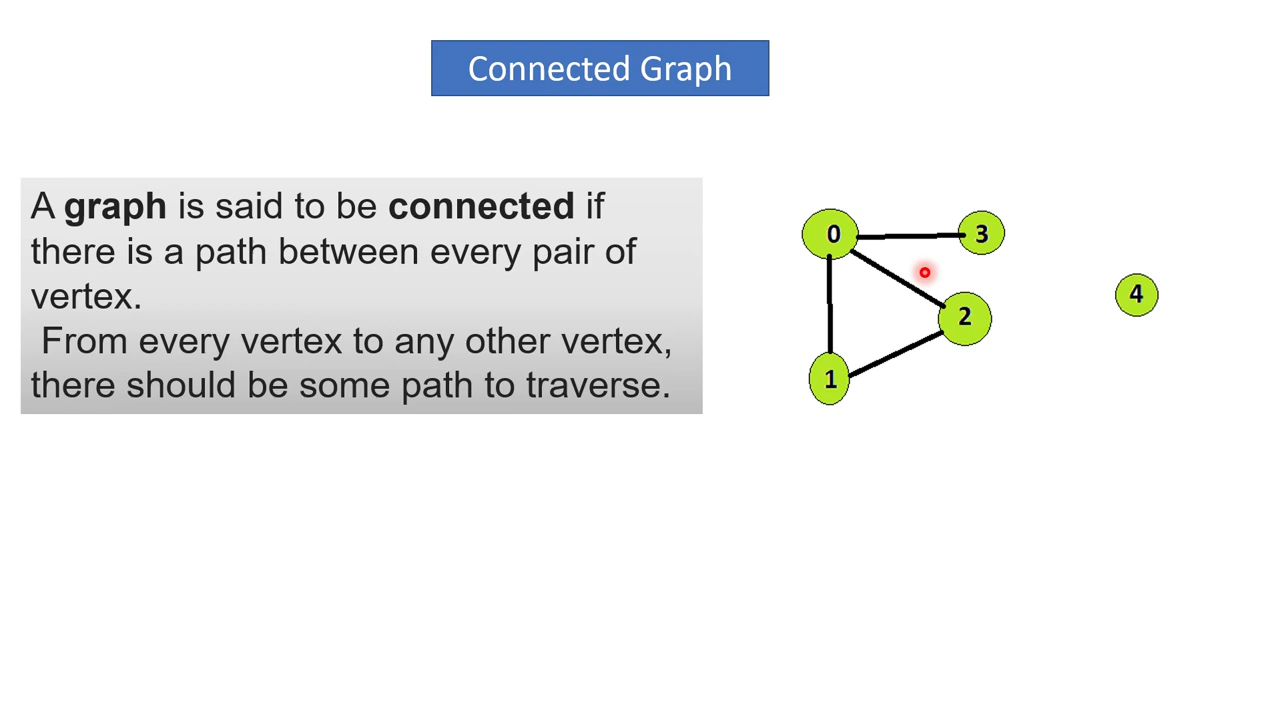 Connected Graph
A graph is said to be connected if
there is a path between every pair of
vertex.
From every vertex to any other vertex,
there should be some path to traverse.
0
3
4
2
1